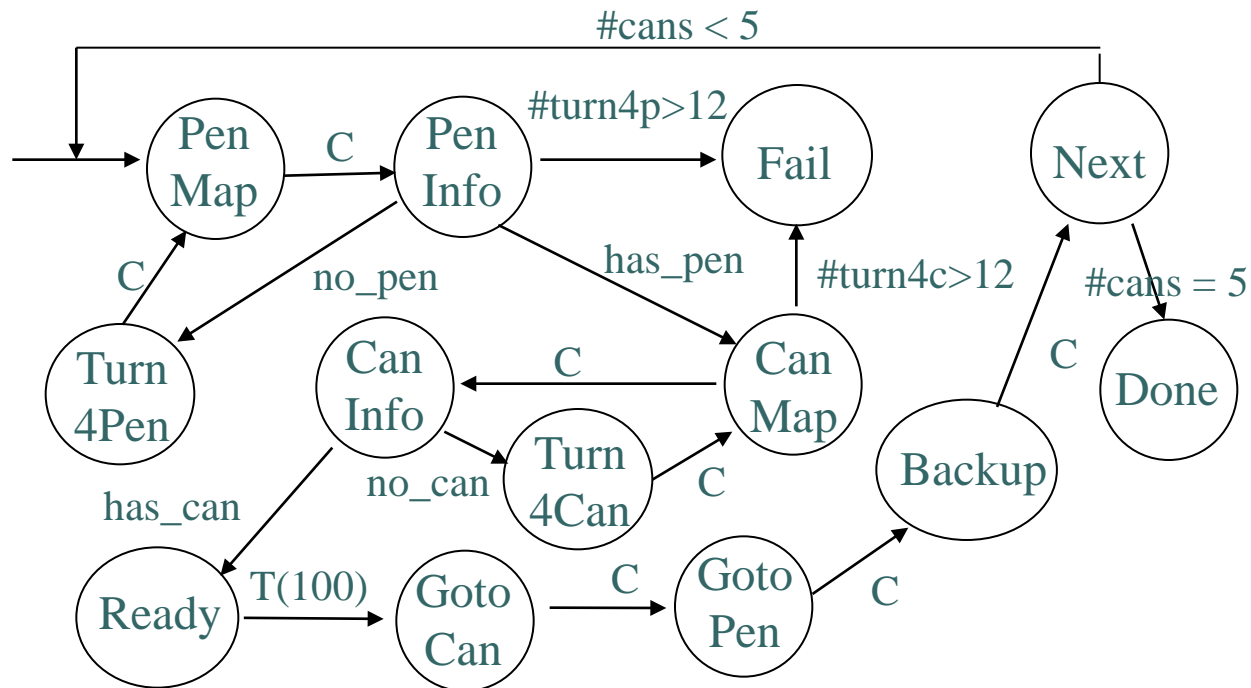 #cans < 5
Pen
Map
C
Pen
Info
#turn4p>12
Fail
Next
C
no_pen
has_pen
#turn4c>12
#cans = 5
Turn
4Pen
Can
Info
C
Can
Map
C
Done
has_can
no_can
Turn
4Can
C
Backup
Ready
T(100)
Goto
Can
C
Goto
Pen
C